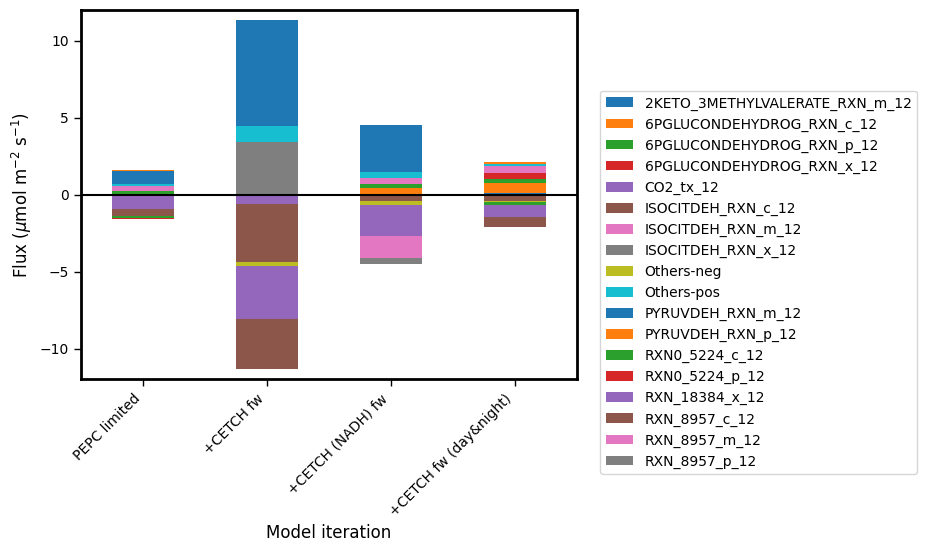 10
5
0
−5
−10
Flux (μmol m⁻² s⁻¹)
PEPC limited
+CETCH fw
+CETCH (NADH) fw
+CETCH fw (day&night)
Model iteration
2KETO_3METHYLVALERATE_RXN_m_12
6PGLUCONDEHYDROG_RXN_c_12
6PGLUCONDEHYDROG_RXN_p_12
6PGLUCONDEHYDROG_RXN_x_12
CO2_tx_12
ISOCITDEH_RXN_c_12
ISOCITDEH_RXN_m_12
ISOCITDEH_RXN_x_12
Others-neg
Others-pos
PYRUVDEH_RXN_m_12
PYRUVDEH_RXN_p_12
RXN0_5224_c_12
RXN0_5224_p_12
RXN_18384_x_12
RXN_8957_c_12
RXN_8957_m_12
RXN_8957_p_12